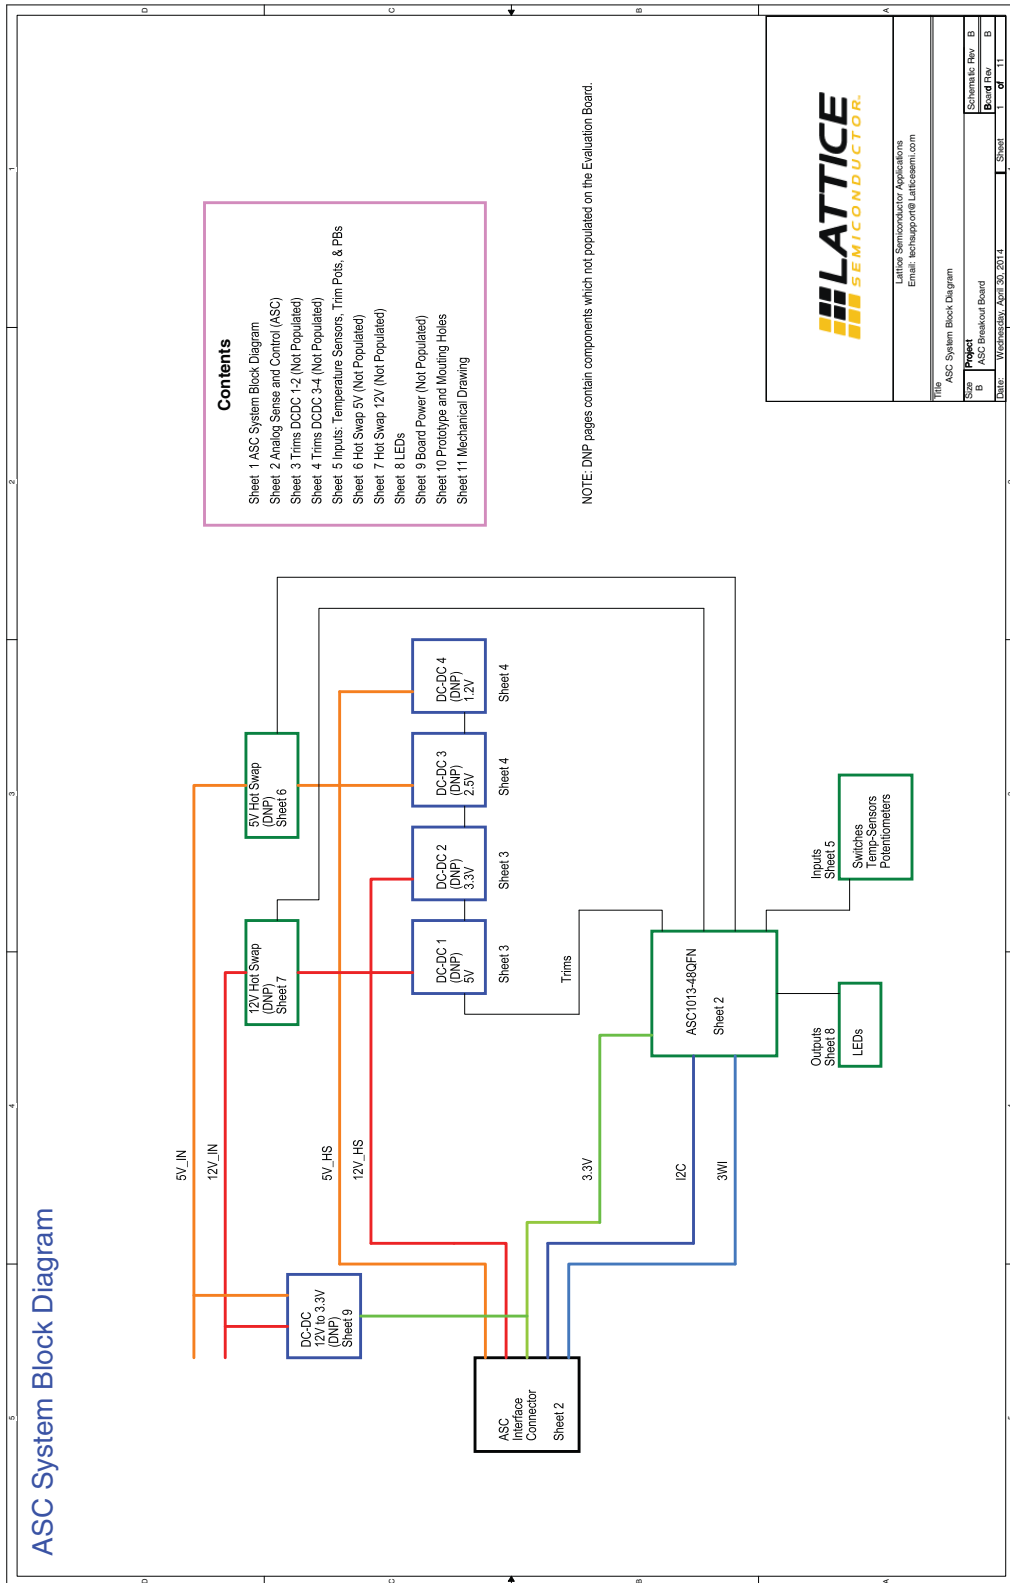 ASC System Block Diagram
5
4
3
2
1
D
C
B
A
5V_IN
12V_IN
5V_HS
12V_HS
DC-DC
12V to 3.3V
(DNP)
Sheet 9
ASC
Interface
Connector
Sheet 2
12V Hot Swap
(DNP)
Sheet 7
5V Hot Swap
(DNP)
Sheet 6
DC-DC 1
(DNP)
5V
Sheet 3
DC-DC 2
(DNP)
3.3V
Sheet 3
DC-DC 3
(DNP)
2.5V
Sheet 4
DC-DC 4
(DNP)
1.2V
Sheet 4
Trims
3.3V
I2C
3WI
ASC1013-48QFN
Sheet 2
Outputs
Sheet 8
LEDs
Inputs
Sheet 5
Switches
Temp-Sensors
Potentiometers
Contents
Sheet 1 ASC System Block Diagram
Sheet 2 Analog Sense and Control (ASC)
Sheet 3 Trims DCDC 1-2 (Not Populated)
Sheet 4 Trims DCDC 3-4 (Not Populated)
Sheet 5 Inputs: Temperature Sensors, Trim Pots, & PBs
Sheet 6 Hot Swap 5V (Not Populated)
Sheet 7 Hot Swap 12V (Not Populated)
Sheet 8 LEDs
Sheet 9 Board Power (Not Populated)
Sheet 10 Prototype and Mouting Holes
Sheet 11 Mechanical Drawing
NOTE: DNP pages contain components which not populated on the Evaluation Board.
LATTICE
SEMICONDUCTOR
Lattice Semiconductor Applications
Email: techsupport@Latticesemi.com
Title
ASC System Block Diagram
Size
B
Project
ASC Breakout Board
Schematic Rev B
Board Rev B
Date: Wednesday, April 30, 2014
Sheet 1 of 11